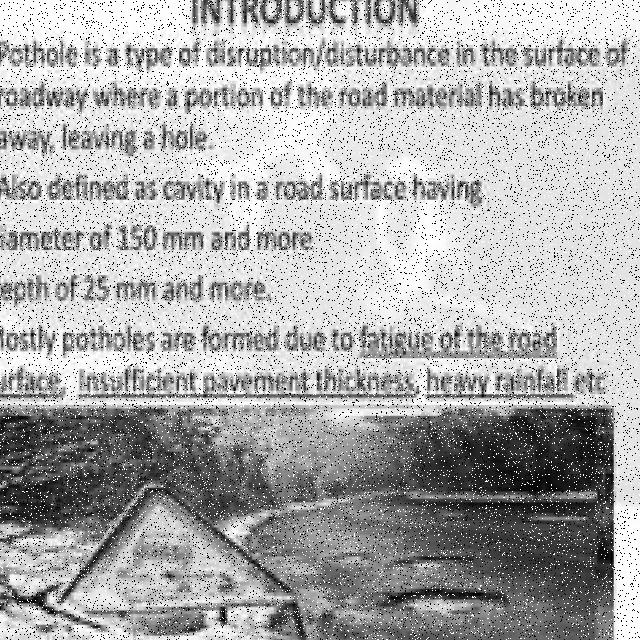 INTRODUCTION
Pothole is a type of disruption/disturbance in the surface of
roadway where a portion of the road material has broken
away, leaving a hole.
Also defined as cavity in a road surface having
iameter of 150 mm and more
epth of 25 mm and more.
ostly potholes are formed due to fatigue of the road
urface, Insufficient pavement thickness, heavy rainfall etc